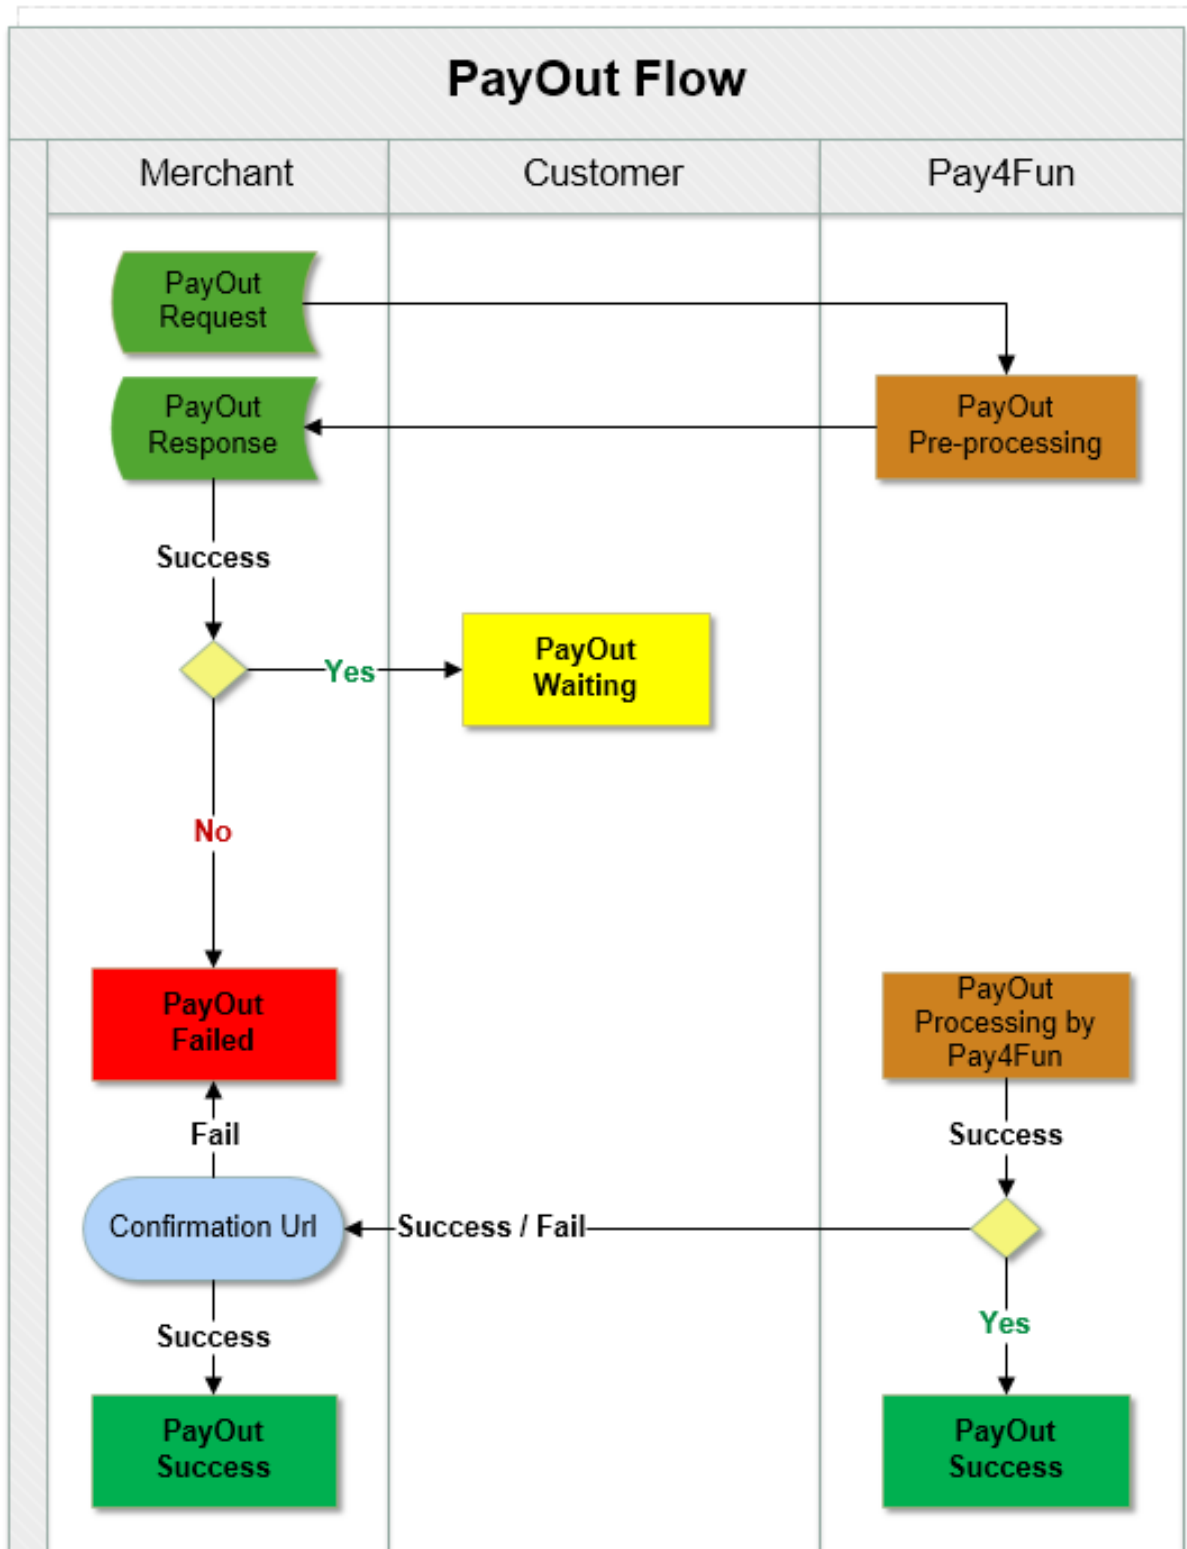 PayOut Flow
Merchant
Customer
Pay4Fun
PayOut
Request
PayOut
Response
PayOut
Pre-processing
Success
Yes
PayOut
Waiting
No
PayOut
Failed
PayOut
Processing by
Pay4Fun
Fail
Success
Confirmation Url
Success / Fail
Success
Yes
PayOut
Success
PayOut
Success